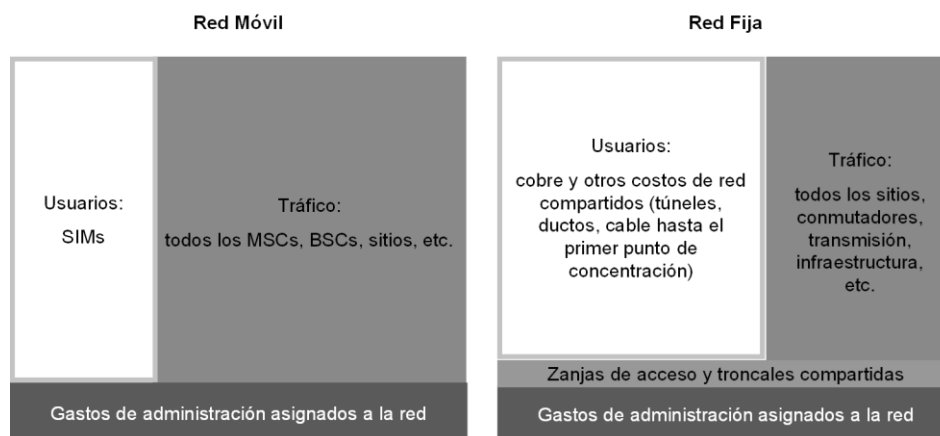 Red Móvil
Usuarios:
SIMs
Tráfico:
todos los MSCs, BSCs, sitios, etc.
Gastos de administración asignados a la red
Red Fija
Usuarios:
cobre y otros costos de red
compartidos (túneles,
ductos, cable hasta el
primer punto de
concentración)
Tráfico:
todos los sitios,
conmutadores,
transmisión,
infraestructura,
etc.
Zanjas de acceso y troncales compartidas
Gastos de administración asignados a la red